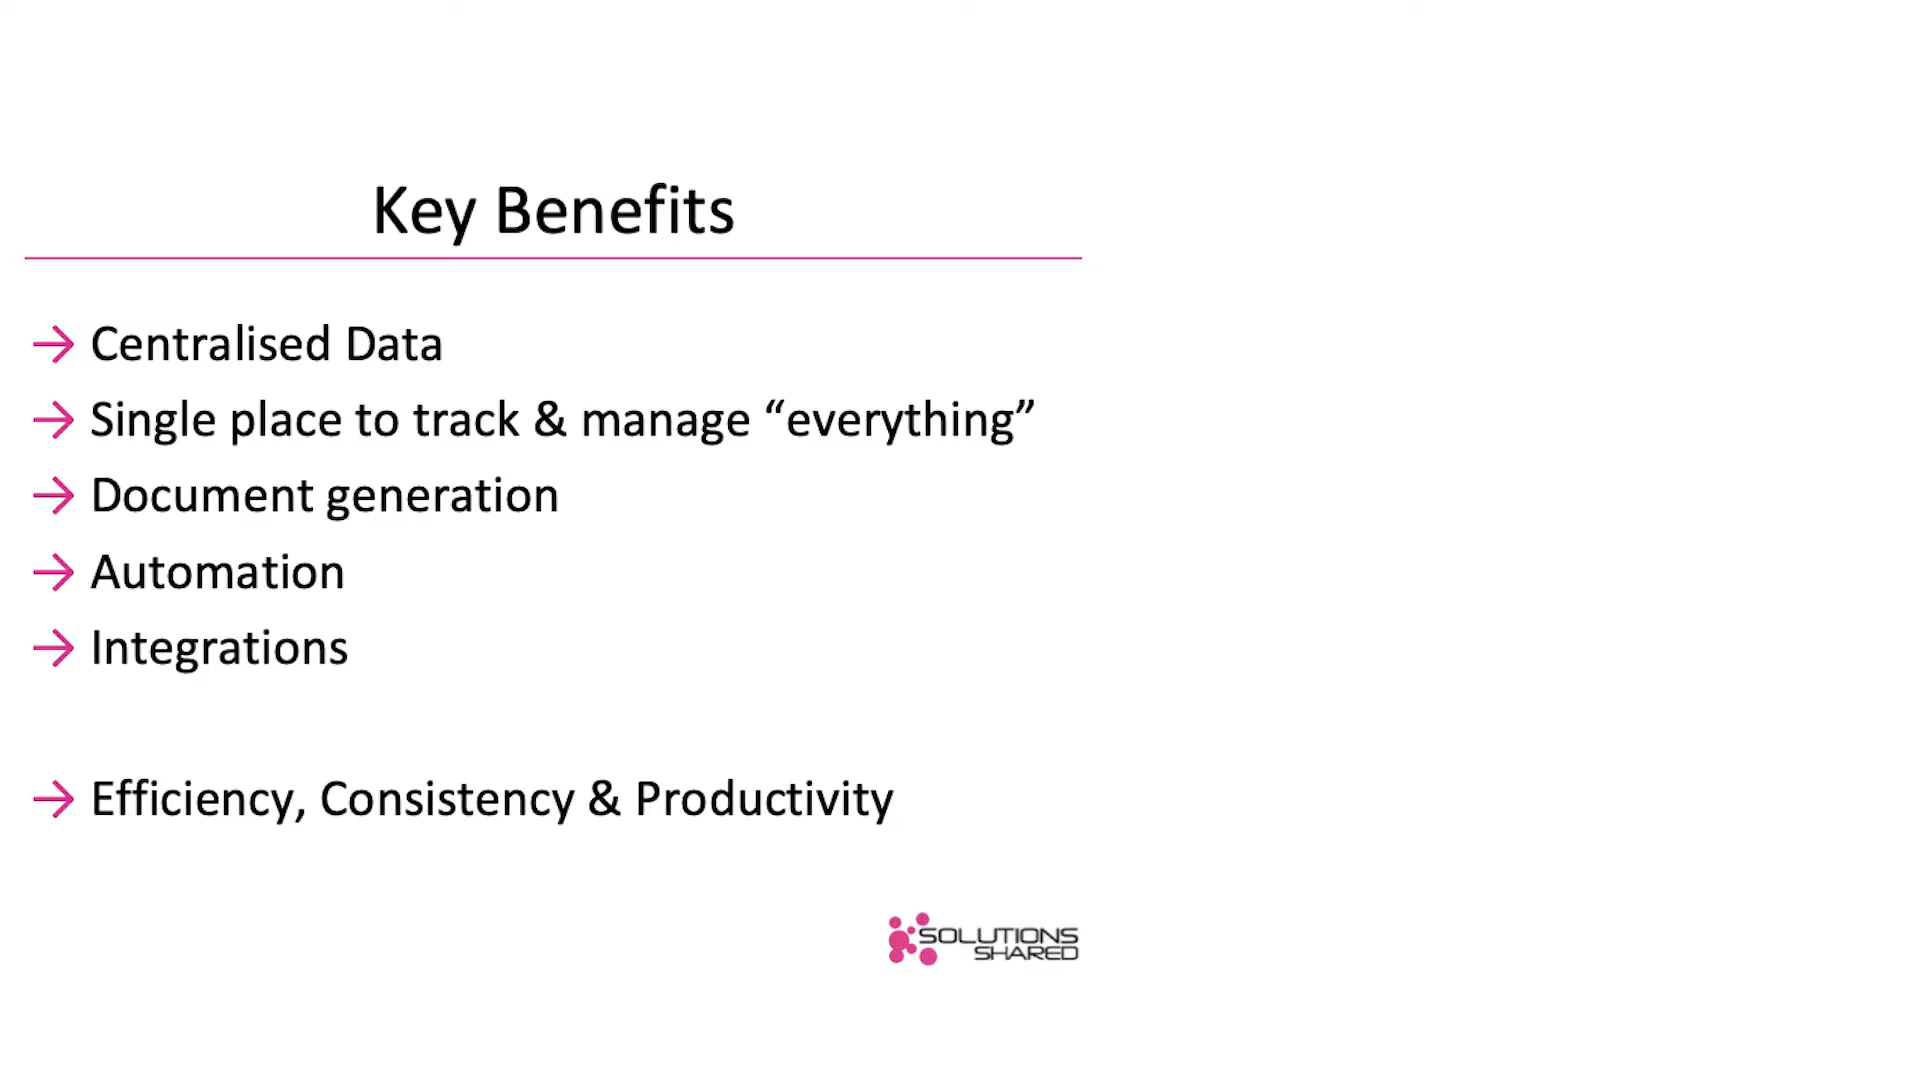 Key Benefits
→ Centralised Data
→ Single place to track & manage “everything”
→ Document generation
→ Automation
→ Integrations
→ Efficiency, Consistency & Productivity
SOLUTIONS
SHARED